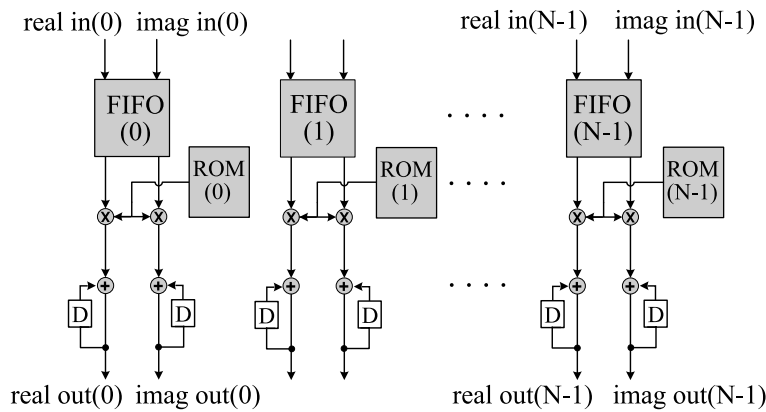 real in(0) imag in(0) real in(N-1) imag in(N-1)
FIFO (0)
FIFO (1)
. . . .
FIFO (N-1)
ROM (0)
ROM (1)
. . . .
ROM (N-1)
X X X X X X
+ + . . . . + + + +
D D D D D D
real out(0) imag out(0) real out(N-1) imag out(N-1)